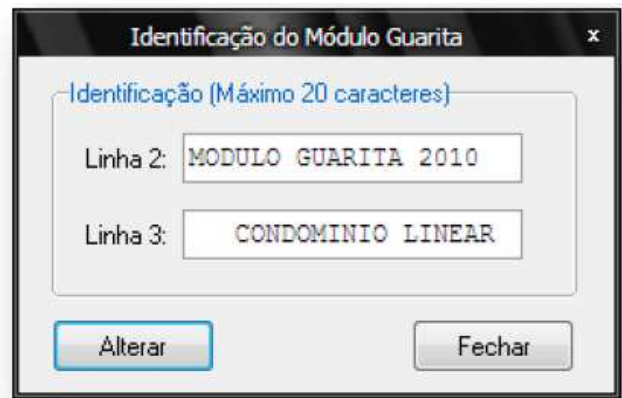 Identificação do Módulo Guarita x
Identificação (Máximo 20 caracteres)
Linha 2: MODULO GUARITA 2010
Linha 3: CONDOMINIO LINEAR
Alterar Fechar